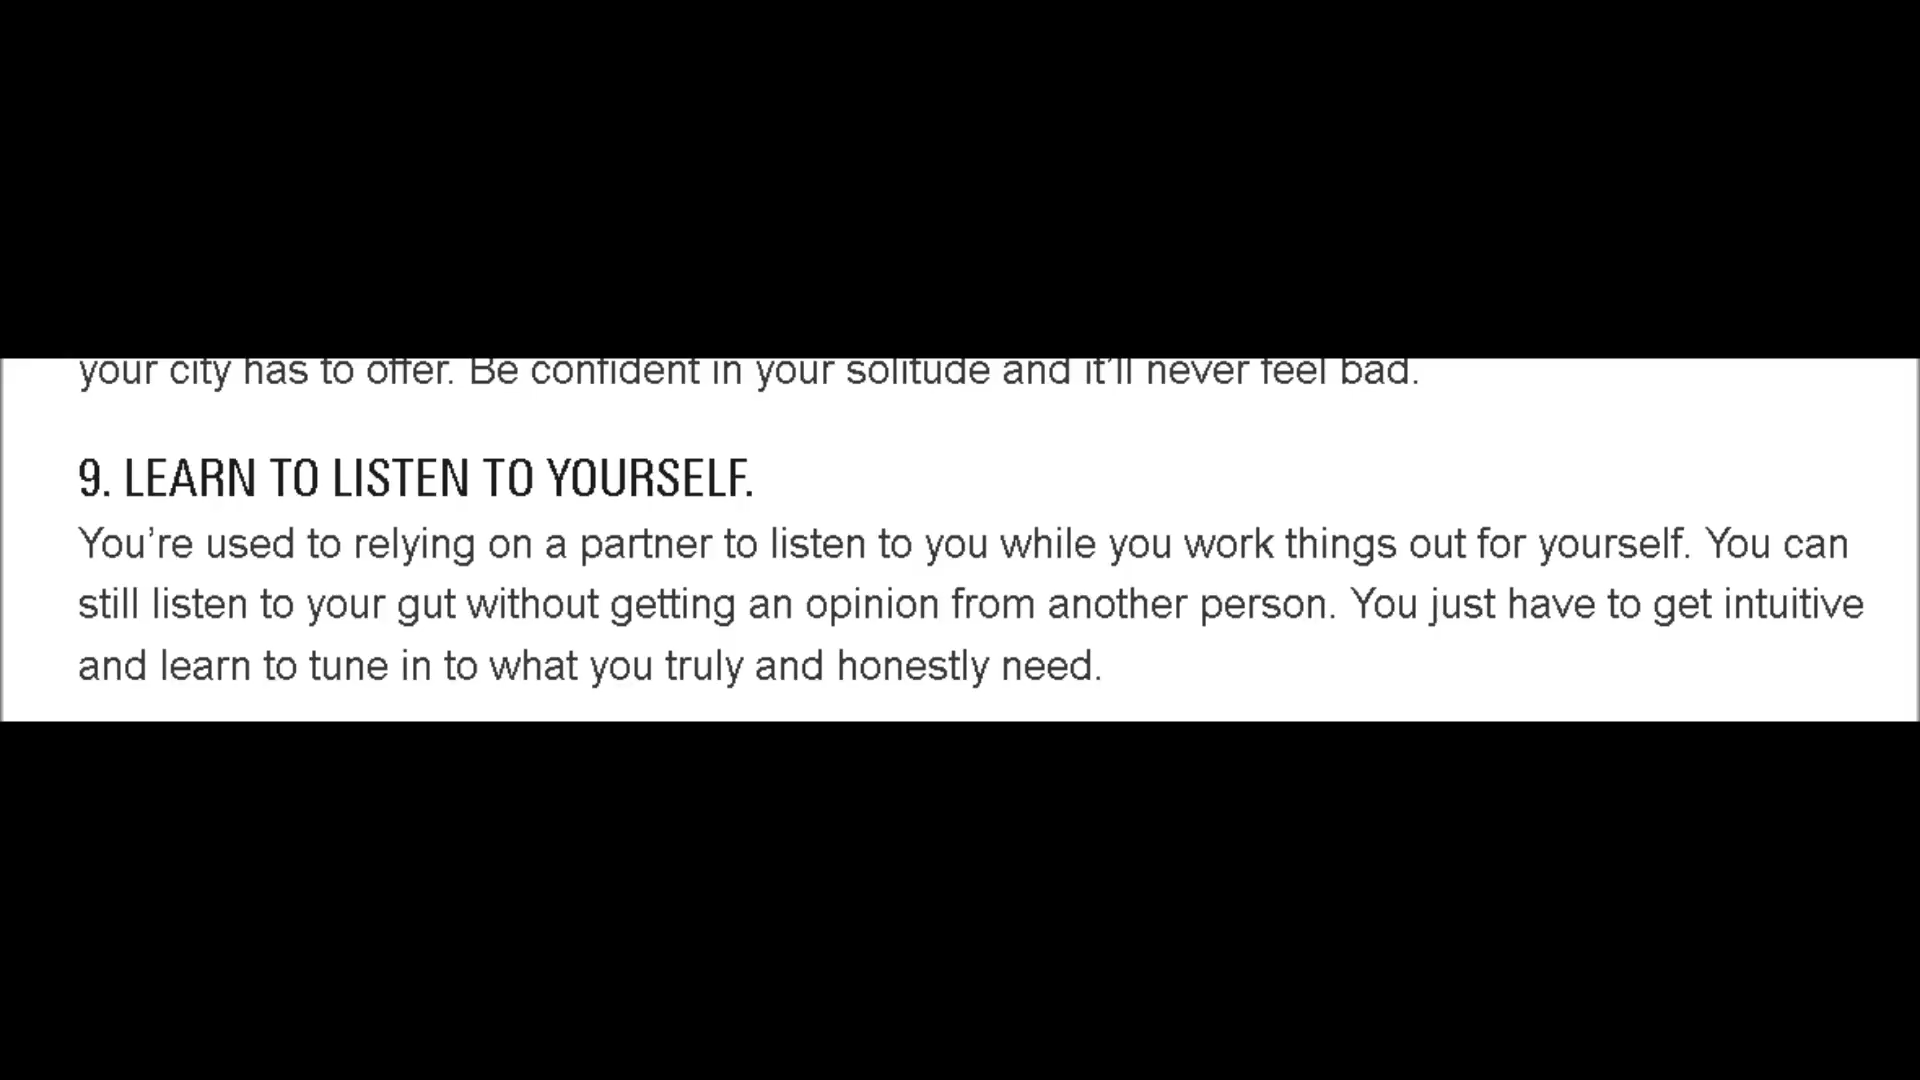 your city has to offer. Be confident in your solitude and it’ll never feel bad.
9. LEARN TO LISTEN TO YOURSELF.
You’re used to relying on a partner to listen to you while you work things out for yourself. You can
still listen to your gut without getting an opinion from another person. You just have to get intuitive
and learn to tune in to what you truly and honestly need.